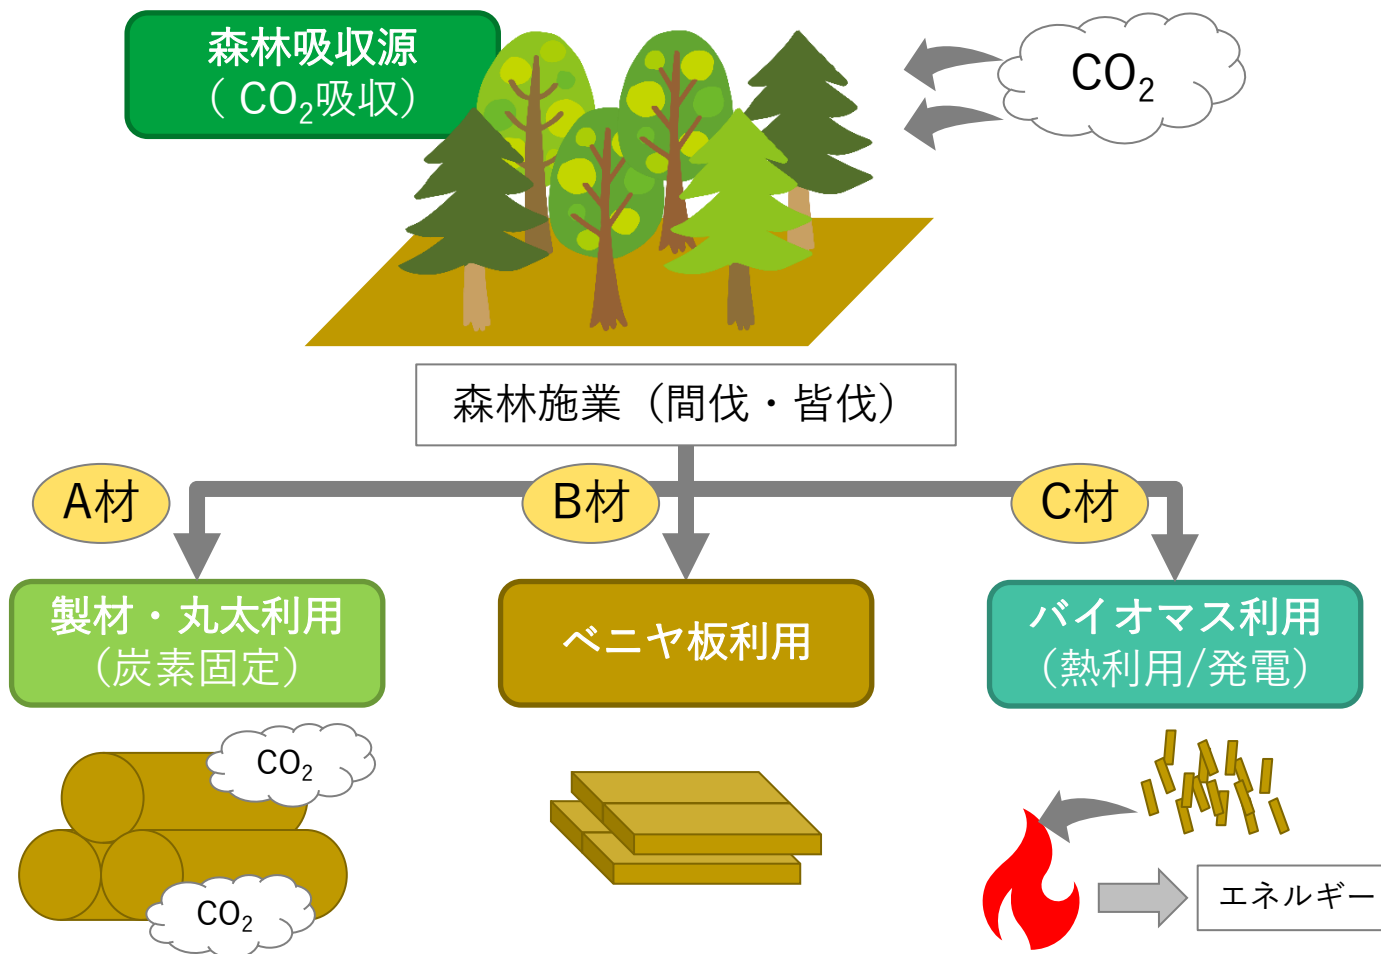 森林吸収源
（ CO₂吸収）
CO₂
森林施業（間伐・皆伐）
A材
B材
C材
製材・丸太利用
（炭素固定）
ベニヤ板利用
バイオマス利用
（熱利用/発電）
CO₂
CO₂
エネルギー